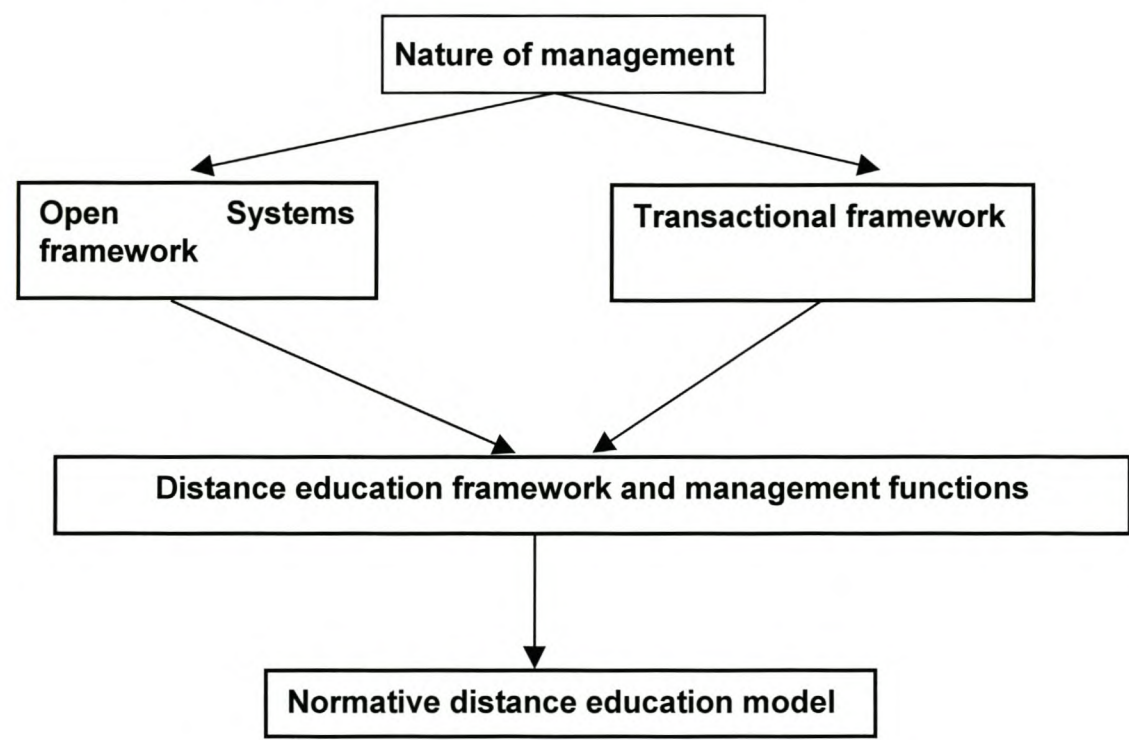 Nature of management
Open Systems
framework
Transactional framework
Distance education framework and management functions
Normative distance education model